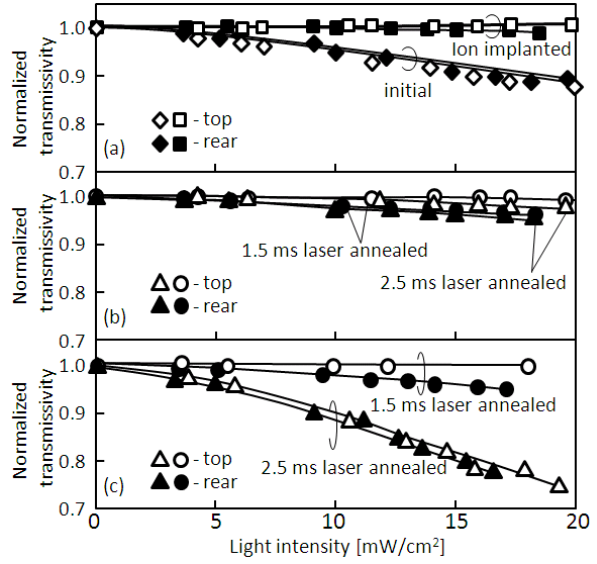 Normalized
transmissivity
1.0
0.9
0.8
0.7
Ion implanted
initial
- top
- rear
(a)
Normalized
transmissivity
1.0
0.9
0.8
0.7
1.5 ms laser annealed
2.5 ms laser annealed
- top
- rear
(b)
Normalized
transmissivity
1.0
0.9
0.8
0.7
1.5 ms laser annealed
2.5 ms laser annealed
- top
- rear
(c)
0 5 10 15 20
Light intensity [mW/cm²]